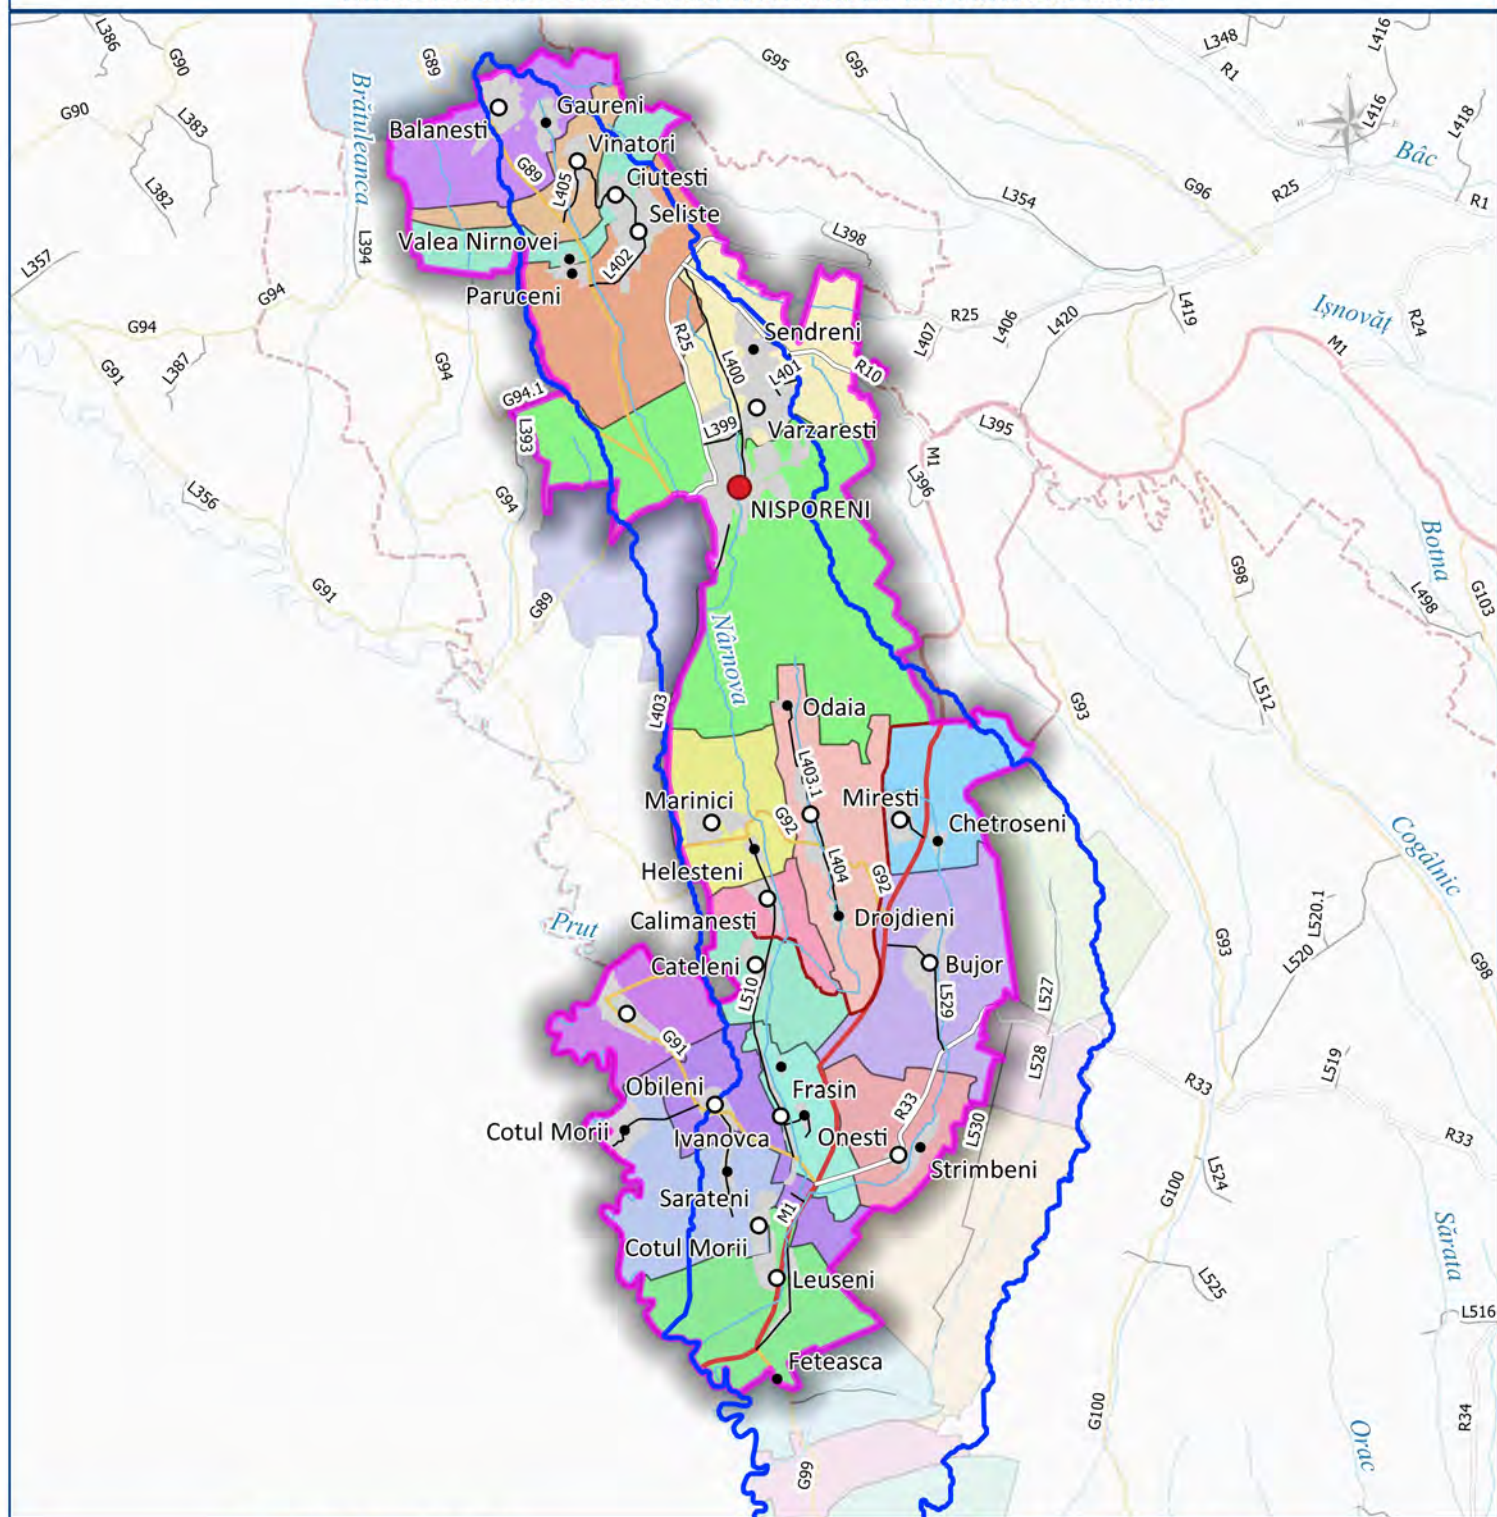 L386
G90
G89
G95
G95
L348
R1
L416
L416
L418
G90
L383
Brătuleanca
Balanesti
Gaureni
Vinatori
G89
L405
Ciutesti
Seliste
N
W
E
Bâc
R25
R1
G96
L354
L382
L394
L357
Valea Nirnovei
L402
Paruceni
L398
G94
G94
L387
G91
G94
R25
L407
L406
L420
L419
Işnovăț
R24
M1
R25
Sendreni
L400
L401
R10
G94.1
L393
L399
Varzaresti
L395
M1
L396
L356
G94
NISPORENI
G91
G89
G98
Botna
L498
G103
Nârnova
L403
Odaia
G93
L512
L403.1
Marinici
G92
Miresti
Chetroseni
Helesteni
L404
G92
Cogâlnic
Calimanesti
Drojdieni
L520.1
Prut
Cateleni
L510
Bujor
L529
L527
G93
L520
G98
G91
L528
L519
R33
Obileni
Frasin
R33
Cotul Morii
Ivanovca
Onesti
L530
Strimbeni
R33
Sarateni
M1
G100
L524
Cotul Morii
Leuseni
L525
Sărata
L516
Feteasca
G100
G99
Orac
R34